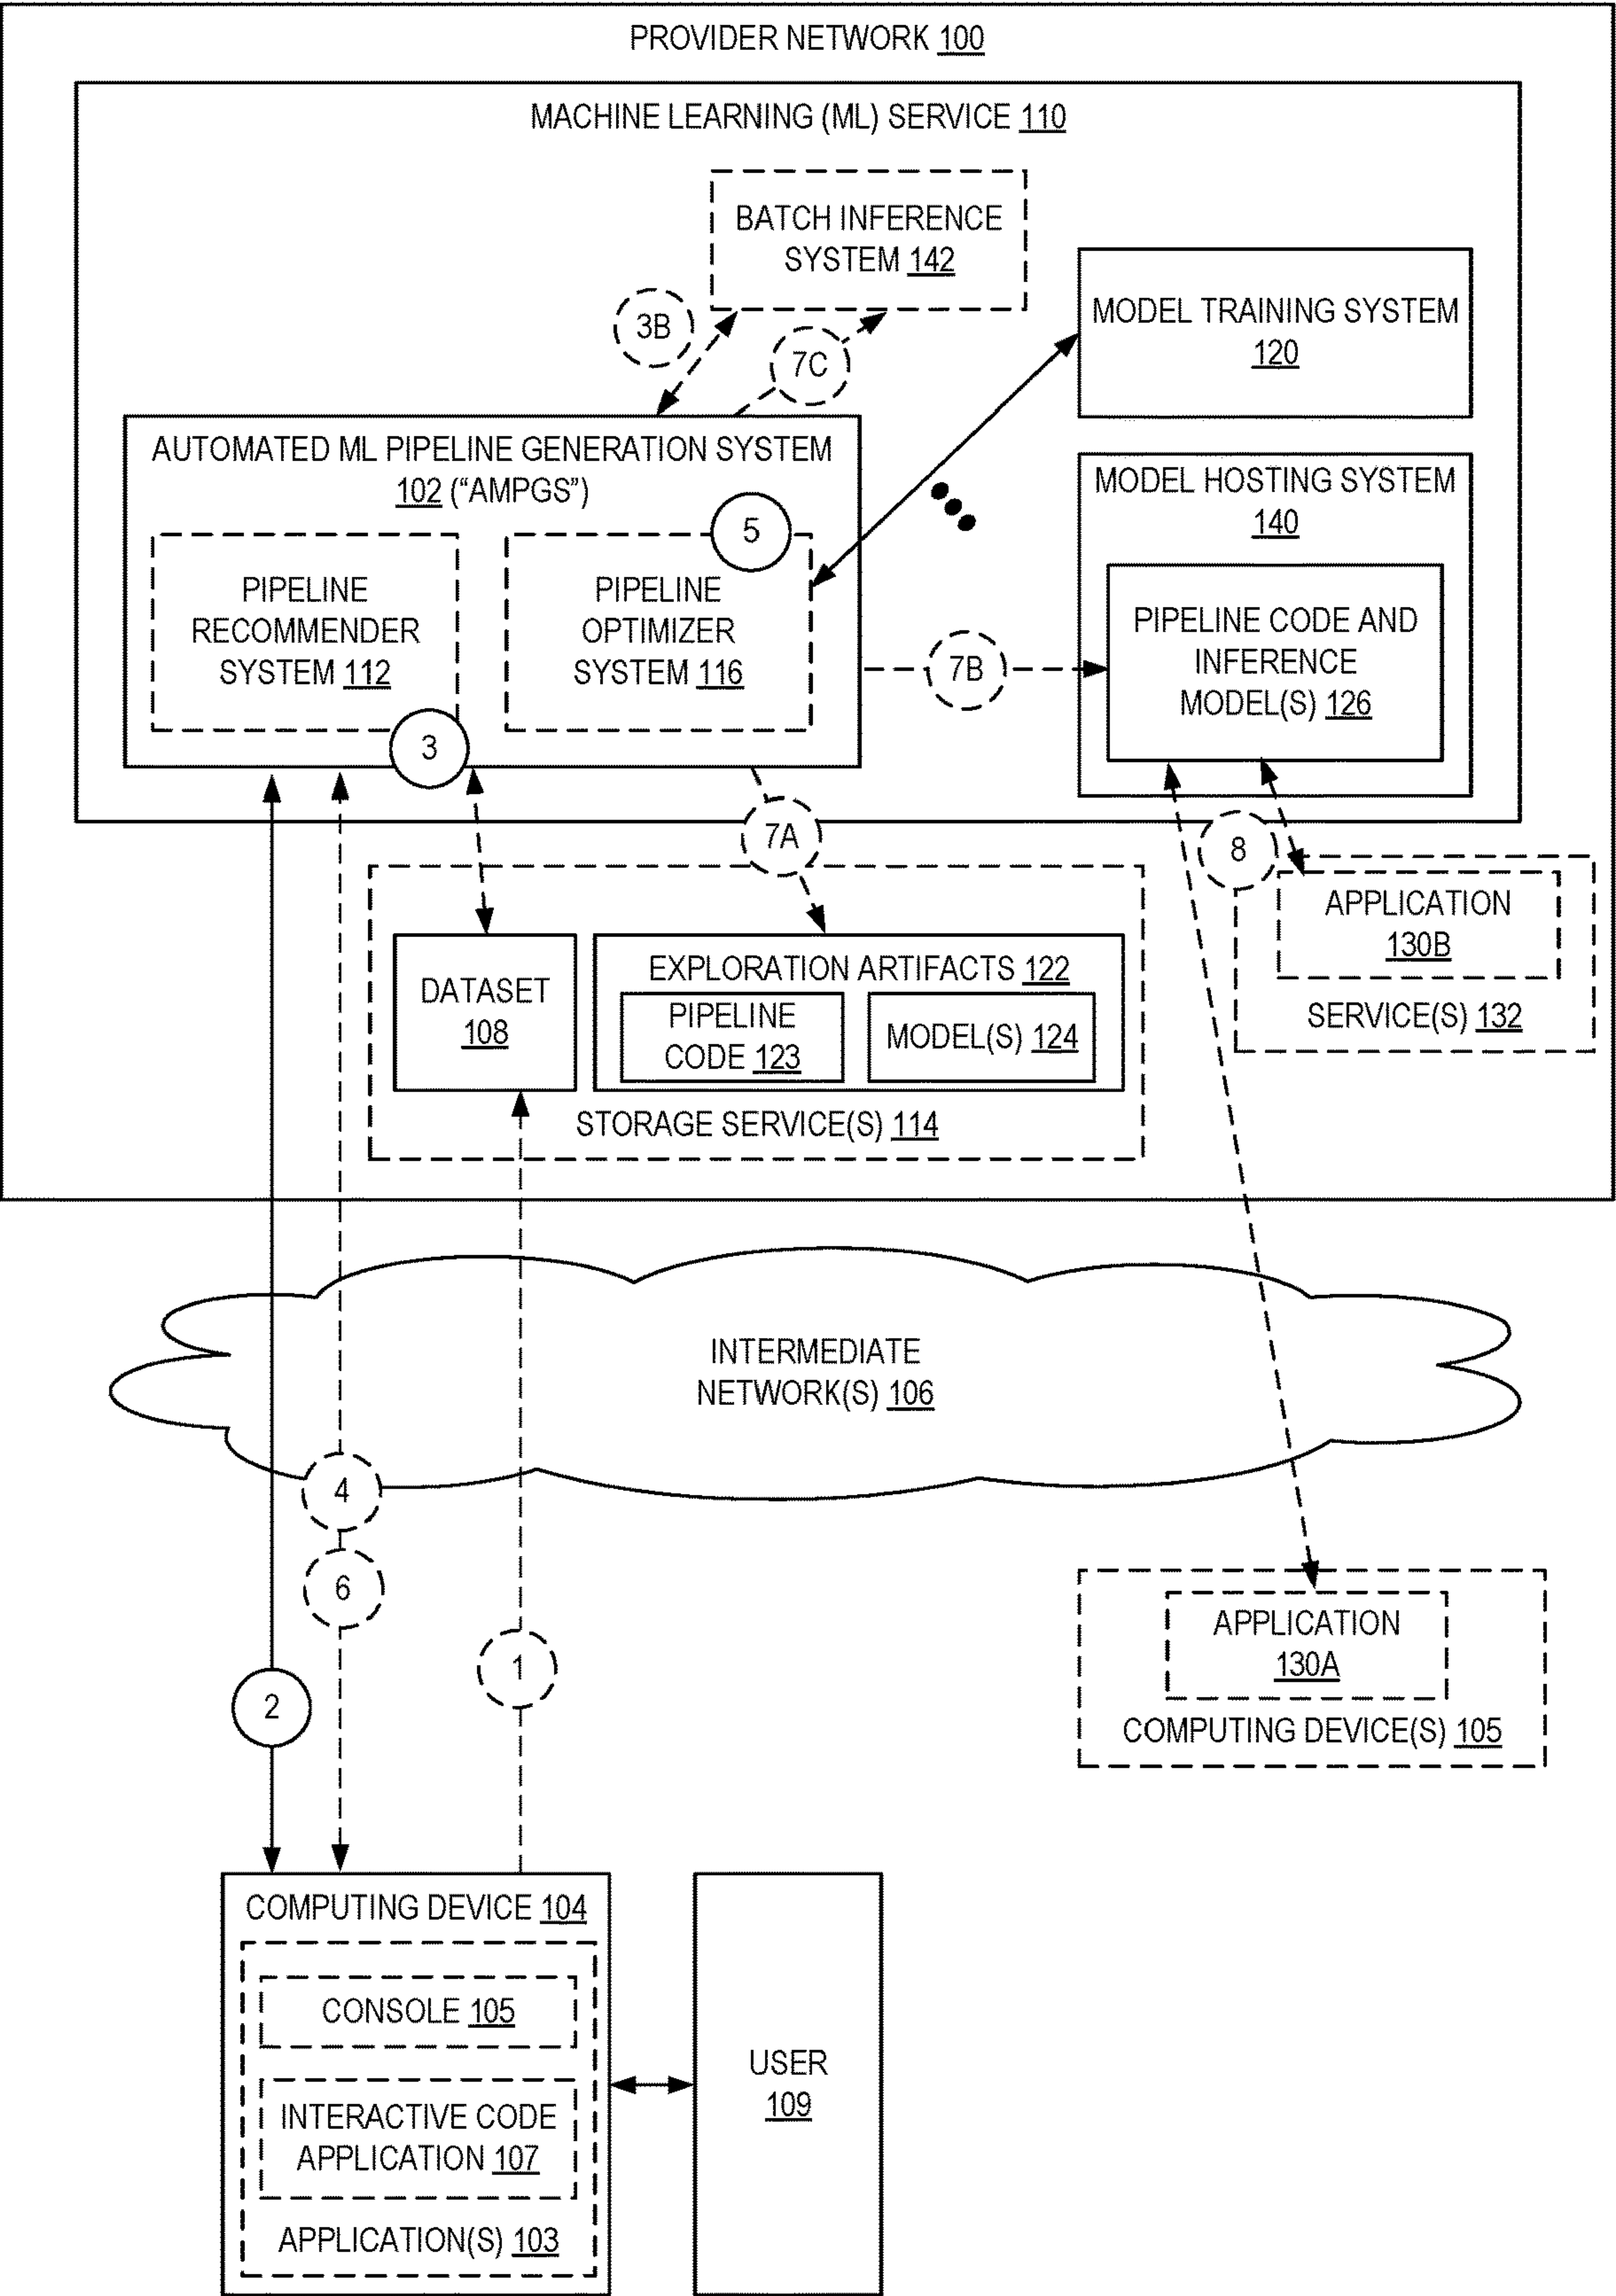 PROVIDER NETWORK 100
MACHINE LEARNING (ML) SERVICE 110
BATCH INFERENCE
SYSTEM 142
3B
7C
MODEL TRAINING SYSTEM
120
AUTOMATED ML PIPELINE GENERATION SYSTEM
102 (“AMPGS”)
5
PIPELINE
RECOMMENDER
SYSTEM 112
PIPELINE
OPTIMIZER
SYSTEM 116
3
MODEL HOSTING SYSTEM
140
PIPELINE CODE AND
INFERENCE
MODEL(S) 126
7B
7A
8
DATASET
108
EXPLORATION ARTIFACTS 122
PIPELINE
CODE 123
MODEL(S) 124
STORAGE SERVICE(S) 114
APPLICATION
130B
SERVICE(S) 132
INTERMEDIATE
NETWORK(S) 106
4
6
1
2
APPLICATION
130A
COMPUTING DEVICE(S) 105
COMPUTING DEVICE 104
CONSOLE 105
INTERACTIVE CODE
APPLICATION 107
APPLICATION(S) 103
USER
109